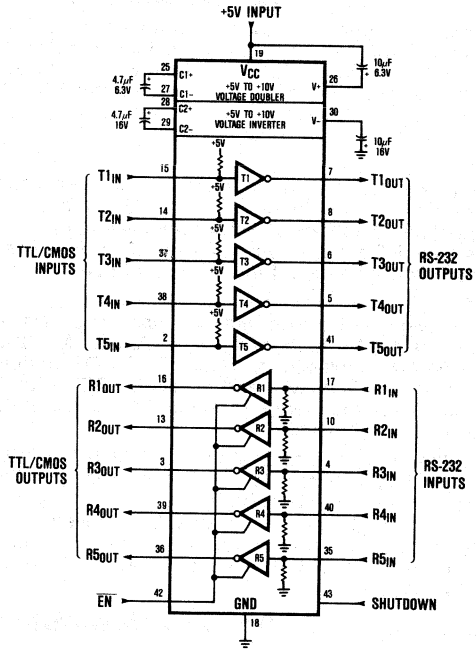 +5V INPUT
19
25
4.7µF
6.3V
27
C1+
C1-
VCC
+5V TO +10V
VOLTAGE DOUBLER
V+
26
10µF
6.3V
28
4.7µF
16V
29
C2+
C2-
+5V TO +10V
VOLTAGE INVERTER
V-
30
10µF
16V
+5V
T1IN
15
T1
7
T1OUT
+5V
T2IN
14
T2
8
T2OUT
+5V
TTL/CMOS
INPUTS
T3IN
T3
6
T3OUT
RS-232
OUTPUTS
+5V
T4IN
38
T4
5
T4OUT
+5V
T5IN
2
T5
41
T5OUT
R1OUT
16
R1
17
R1IN
R2OUT
13
R2
10
R2IN
TTL/CMOS
OUTPUTS
R3OUT
3
R3
4
R3IN
RS-232
INPUTS
R4OUT
39
R4
40
R4IN
R5OUT
36
R5
35
R5IN
EN
42
GND
43
SHUTDOWN
18